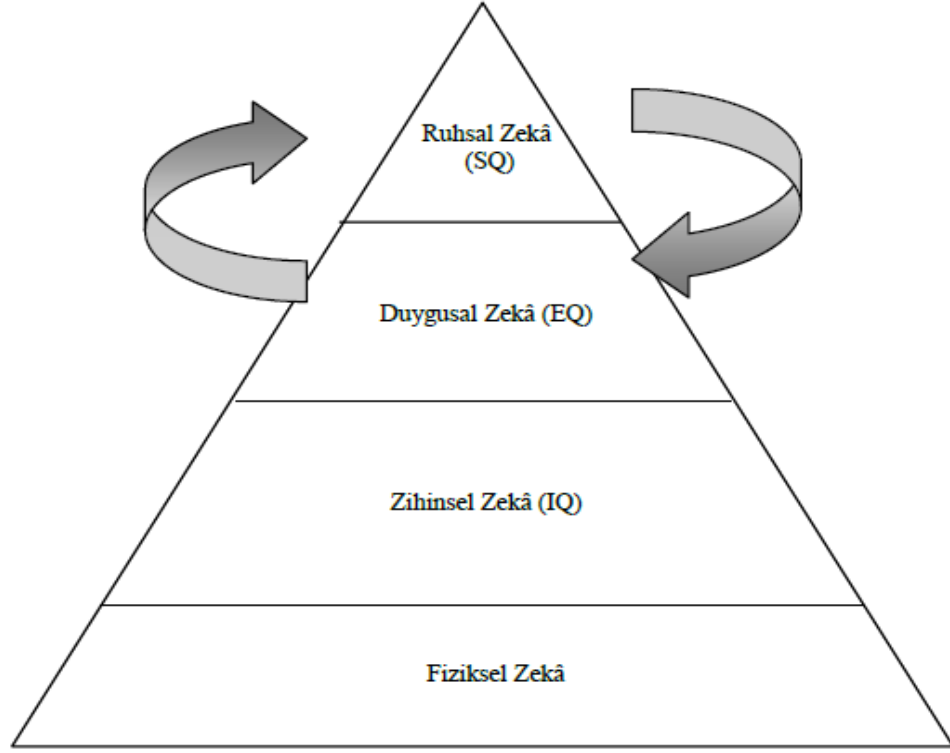 Ruhsal Zekâ
(SQ)
Duygusal Zekâ (EQ)
Zihinsel Zekâ (IQ)
Fiziksel Zekâ